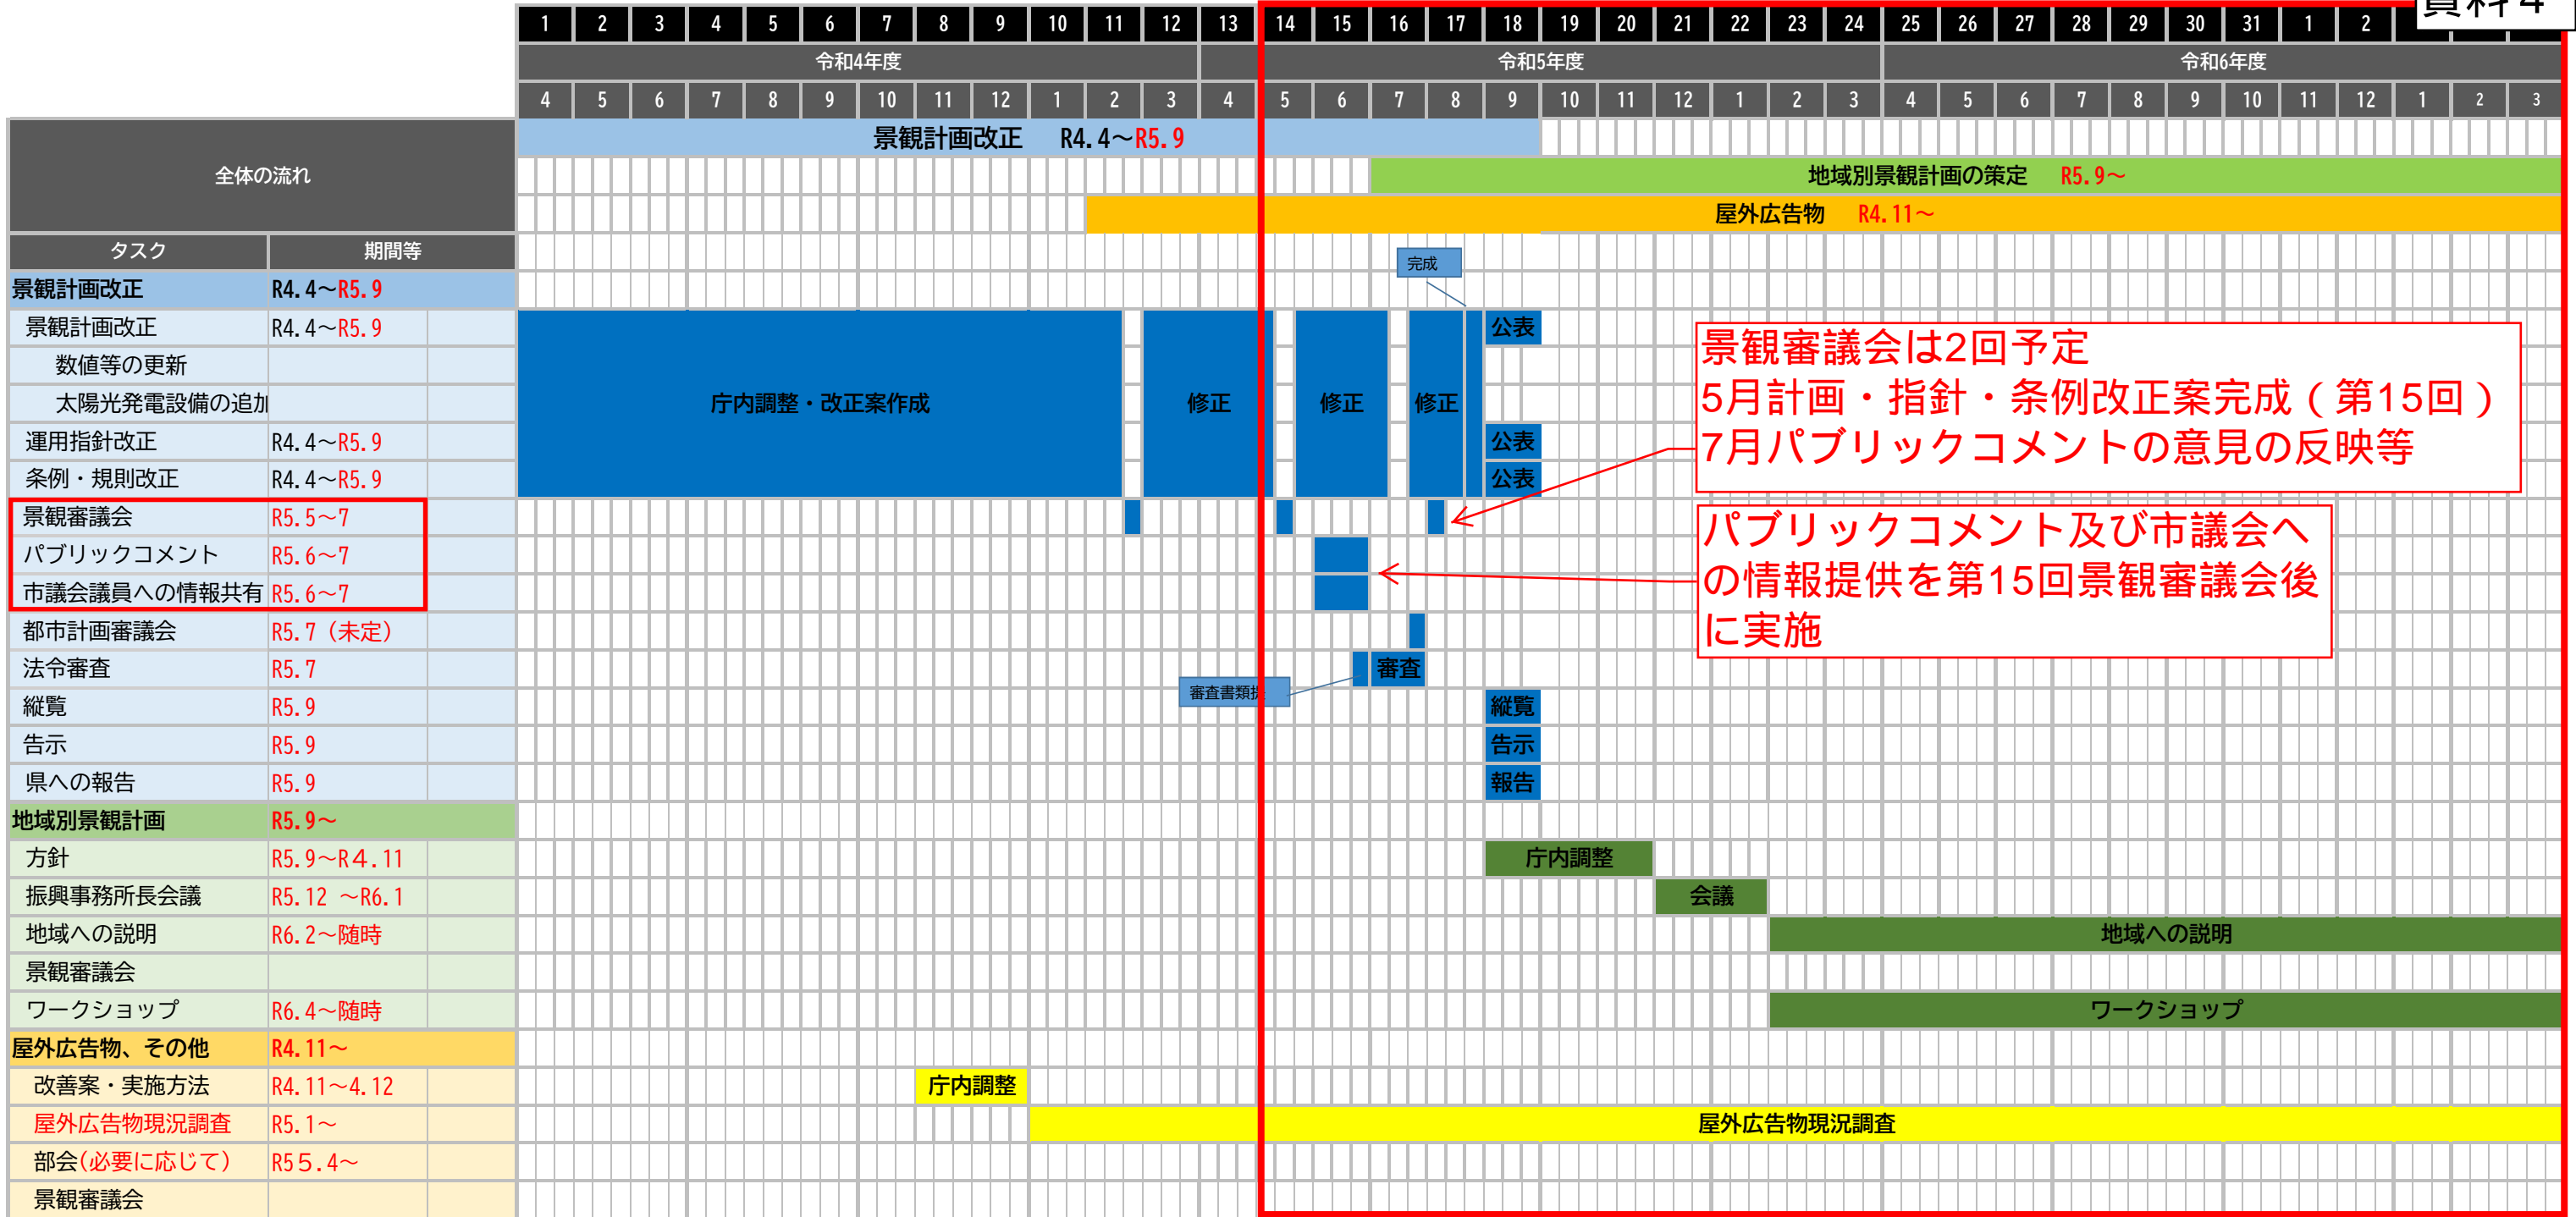 資料4
1 2 3 4 5 6 7 8 9 10 11 12 13 14 15 16 17 18 19 20 21 22 23 24 25 26 27 28 29 30 31 1 2
令和4年度 令和5年度 令和6年度
4 5 6 7 8 9 10 11 12 1 2 3 4 5 6 7 8 9 10 11 12 1 2 3 4 5 6 7 8 9 10 11 12 1 2 3
全体の流れ
景観計画改正 R4.4～R5.9
地域別景観計画の策定 R5.9～
屋外広告物 R4.11～
タスク 期間等
完成
景観計画改正 R4.4～R5.9
景観計画改正 R4.4～R5.9 公表
数値等の更新
太陽光発電設備の追加
庁内調整・改正案作成 修正 修正 修正
運用指針改正 R4.4～R5.9 公表
条例・規則改正 R4.4～R5.9 公表
景観審議会は2回予定
5月計画・指針・条例改正案完成（第15回）
7月パブリックコメントの意見の反映等
景観審議会 R5.5～7
パブリックコメント R5.6～7
市議会議員への情報共有 R5.6～7
パブリックコメント及び市議会へ
の情報提供を第15回景観審議会後
に実施
都市計画審議会 R5.7（未定）
法令審査 R5.7 審査
審査書類提
縦覧 R5.9 縦覧
告示 R5.9 告示
県への報告 R5.9 報告
地域別景観計画 R5.9～
方針 R5.9～R４.11 庁内調整
振興事務所長会議 R5.12 ～R6.1 会議
地域への説明 R6.2～随時 地域への説明
景観審議会
ワークショップ R6.4～随時 ワークショップ
屋外広告物、その他 R4.11～
改善案・実施方法 R4.11～4.12 庁内調整
屋外広告物現況調査 R5.1～ 屋外広告物現況調査
部会(必要に応じて) R5５.4～
景観審議会